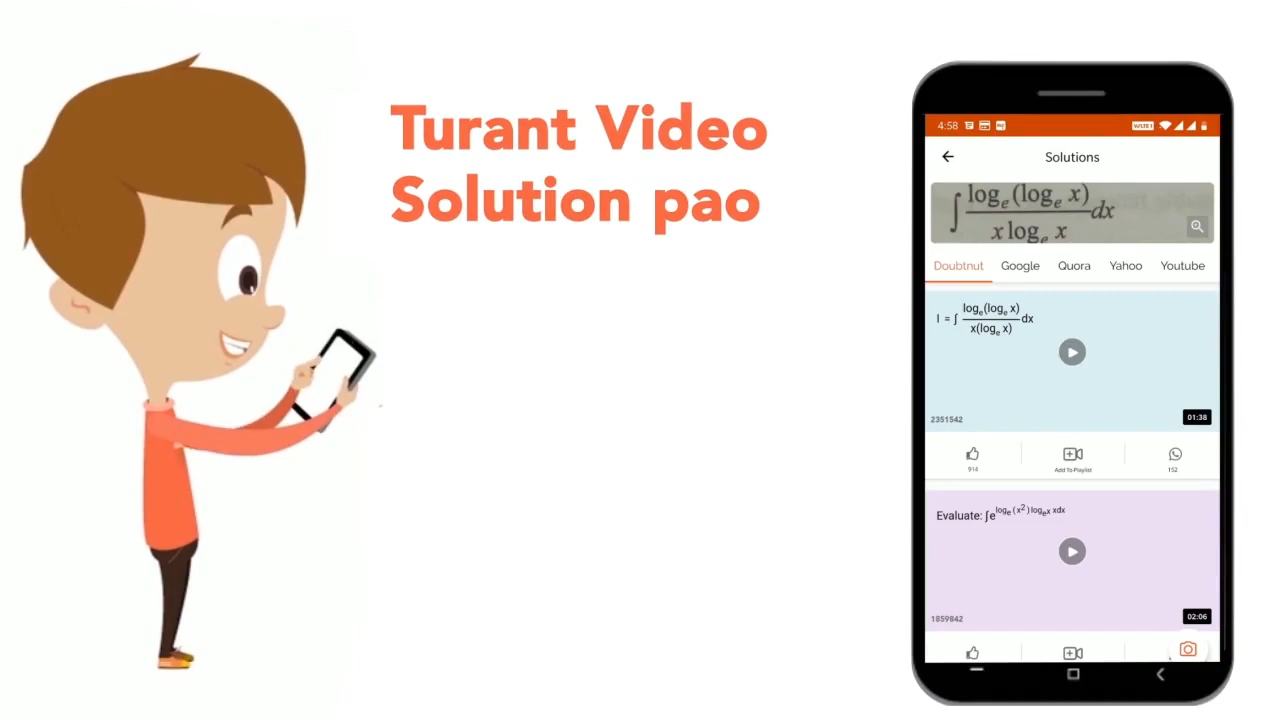 Turant Video
Solution pao
4:58
VoLTE1
Solutions
∫ logₑ(logₑ x) / x logₑ x dx
Doubtnut Google Quora Yahoo Youtube
I = ∫ logₑ(logₑ x) / x(logₑ x) dx
2351542 01:38
914 Add To Playlist 152
Evaluate: ∫e^logₑ(x²)logₑx xdx
1859842 02:06